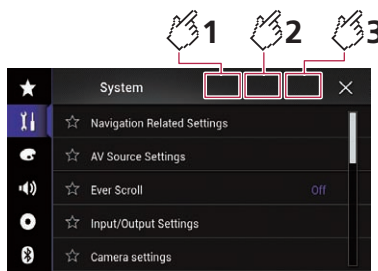 1 2 3
System
Navigation Related Settings
AV Source Settings
Ever Scroll Off
Input/Output Settings
Camera settings